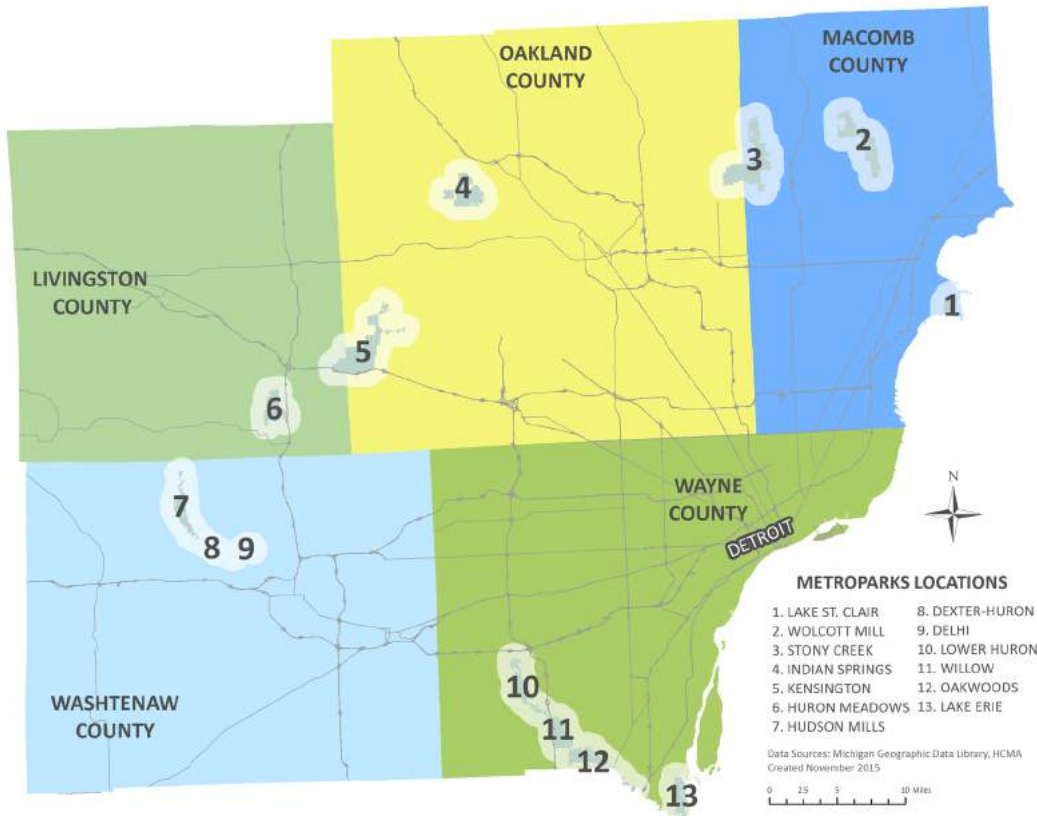 OAKLAND
COUNTY
MACOMB
COUNTY
2
3
4
LIVINGSTON
COUNTY
1
5
6
7
WAYNE
COUNTY
N
8
9
DETROIT
METROPARKS LOCATIONS
1. LAKE ST. CLAIR
2. WOLCOTT MILL
3. STONY CREEK
4. INDIAN SPRINGS
5. KENSINGTON
6. HURON MEADOWS
7. HUDSON MILLS
8. DEXTER-HURON
9. DELHI
10. LOWER HURON
11. WILLOW
12. OAKWOODS
13. LAKE ERIE
10
WASHTENAW
COUNTY
11
12
Data Sources: Michigan Geographic Data Library, HCMA
Created November 2015
13
0 2.5 5 10 Miles